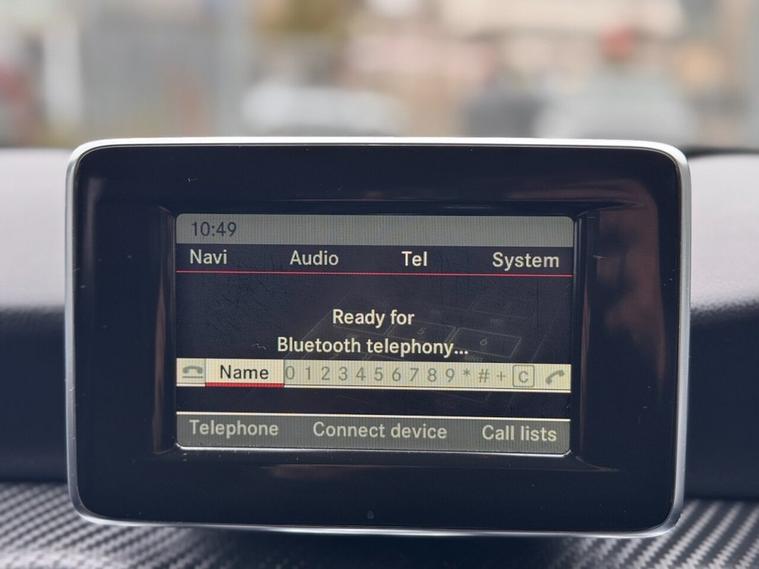 10:49
Navi Audio Tel System
Ready for
Bluetooth telephony...
Name 0 1 2 3 4 5 6 7 8 9 * # + C
Telephone Connect device Call lists